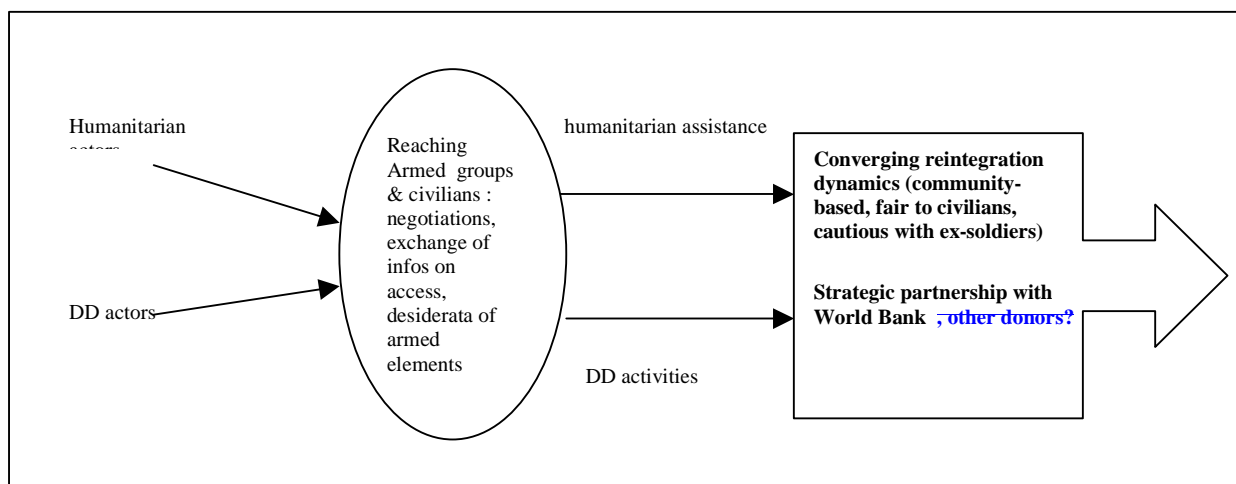 Humanitarian
actors
DD actors
Reaching
Armed groups
& civilians :
negotiations,
exchange of
infos on
access,
desiderata of
armed
elements
humanitarian assistance
DD activities
Converging reintegration
dynamics (community-
based, fair to civilians,
cautious with ex-soldiers)
Strategic partnership with
World Bank , other donors?